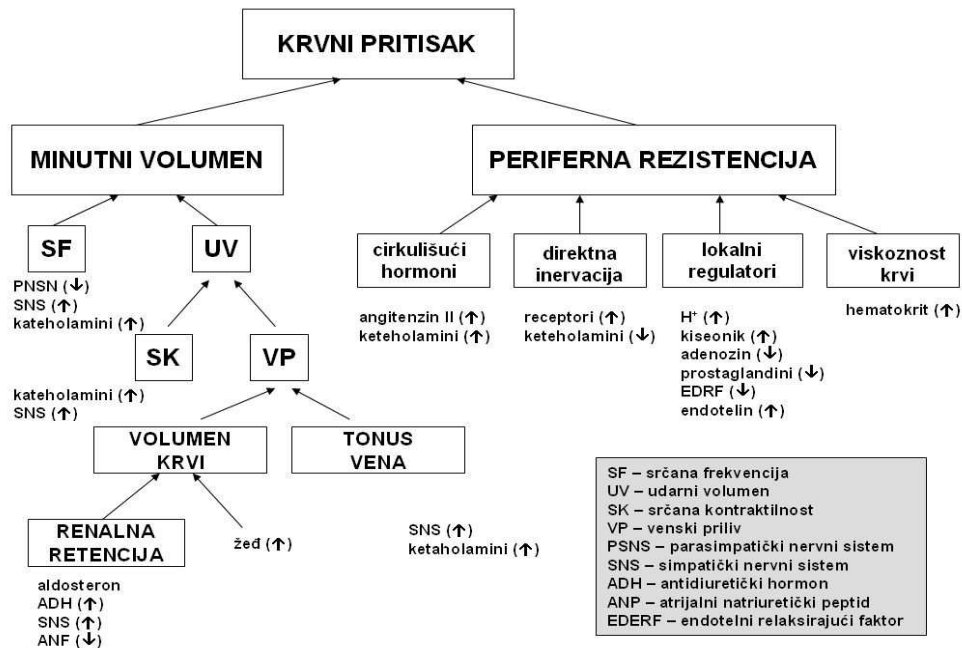 KRVNI PRITISAK
MINUTNI VOLUMEN
PERIFERNA REZISTENCIJA
SF
UV
PNSN (↓)
SNS (↑)
kateholamini (↑)
SK
VP
kateholamini (↑)
SNS (↑)
VOLUMEN
KRVI
TONUS
VENA
RENALNA
RETENCIJA
žeđ (↑)
SNS (↑)
ketaholamini (↑)
aldosteron
ADH (↑)
SNS (↑)
ANF (↓)
cirkulišući
hormoni
angitenzin II (↑)
keteholamini (↑)
direktna
inervacija
receptori (↑)
keteholamini (↓)
lokalni
regulatori
H⁺ (↑)
kiseonik (↑)
adenozin (↓)
prostaglandini (↓)
EDRF (↓)
endotelin (↑)
viskoznost
krvi
hematokrit (↑)
SF – srčana frekvencija
UV – udarni volumen
SK – srčana kontraktilnost
VP – venski priliv
PSNS – parasimpatički nervni sistem
SNS – simpatički nervni sistem
ADH – antidiuretički hormon
ANP – atrijalni natriuretički peptid
EDERF – endotelni relaksirajući faktor